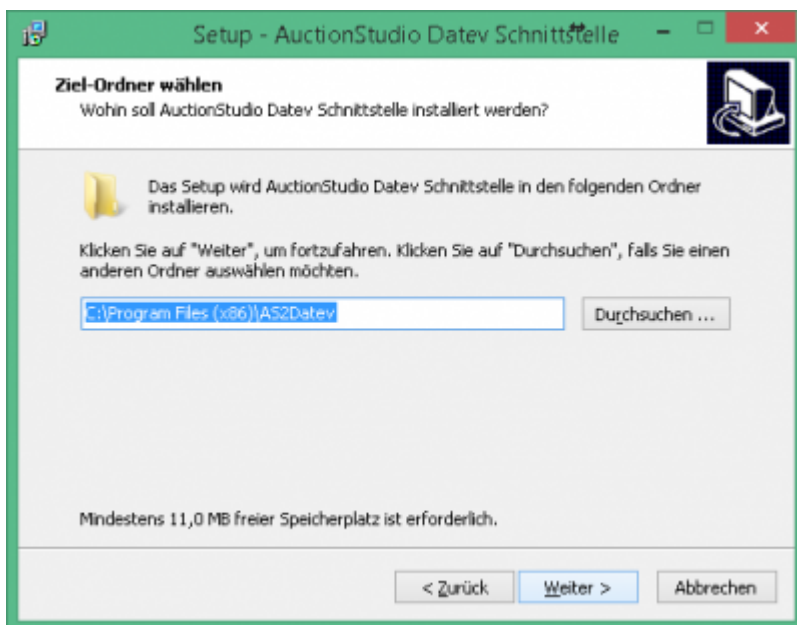 Setup - AuctionStudio Datev Schnittstelle
Ziel-Ordner wählen
Wohin soll AuctionStudio Datev Schnittstelle installiert werden?
Das Setup wird AuctionStudio Datev Schnittstelle in den folgenden Ordner
installieren.
Klicken Sie auf "Weiter", um fortzufahren. Klicken Sie auf "Durchsuchen", falls Sie einen
anderen Ordner auswählen möchten.
C:\Program Files (x86)\AS2Datev
Durchsuchen ...
Mindestens 11,0 MB freier Speicherplatz ist erforderlich.
< Zurück
Weiter >
Abbrechen